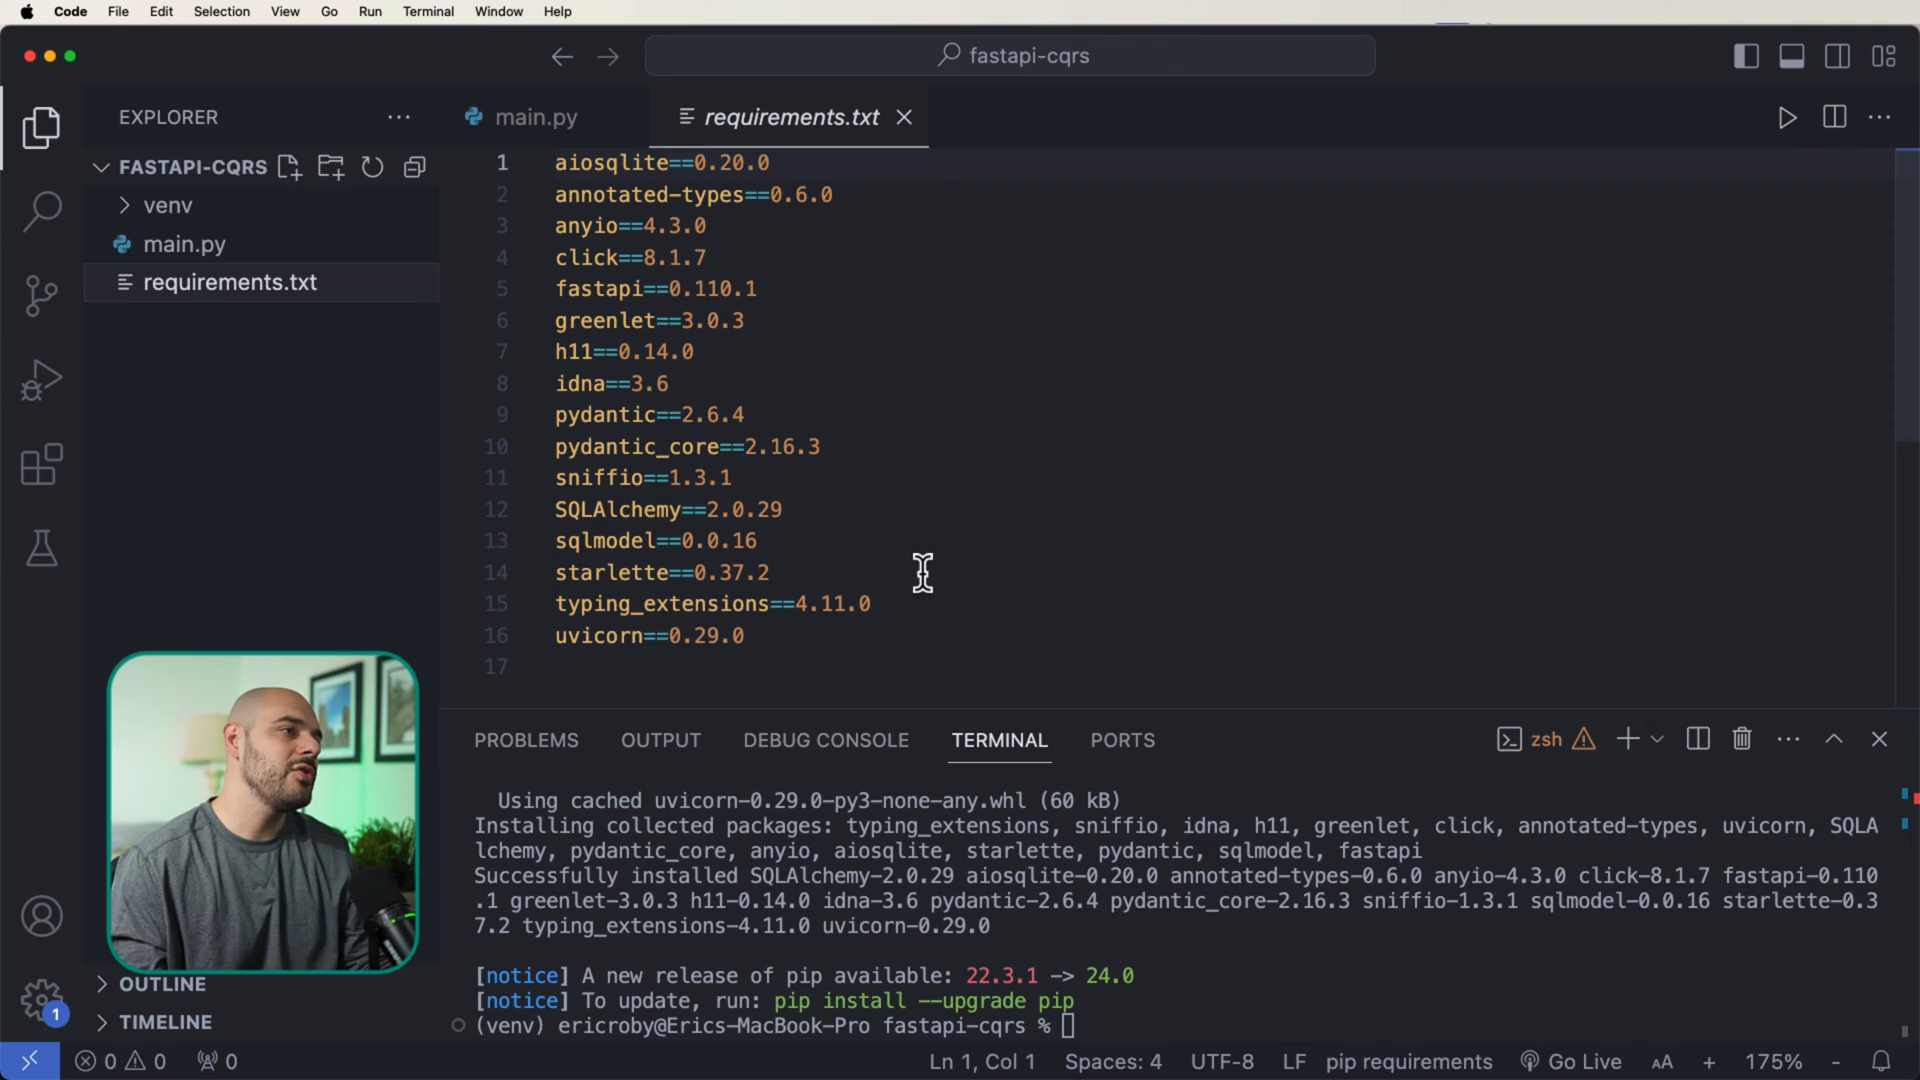 Code File Edit Selection View Go Run Terminal Window Help
fastapi-cqrs
EXPLORER
FASTAPI-CQRS
venv
main.py
requirements.txt
OUTLINE
TIMELINE
main.py
requirements.txt
1 aiosqlite==0.20.0
2 annotated-types==0.6.0
3 anyio==4.3.0
4 click==8.1.7
5 fastapi==0.110.1
6 greenlet==3.0.3
7 h11==0.14.0
8 idna==3.6
9 pydantic==2.6.4
10 pydantic_core==2.16.3
11 sniffio==1.3.1
12 SQLAlchemy==2.0.29
13 sqlmodel==0.0.16
14 starlette==0.37.2
15 typing_extensions==4.11.0
16 uvicorn==0.29.0
17
PROBLEMS OUTPUT DEBUG CONSOLE TERMINAL PORTS
zsh
Using cached uvicorn-0.29.0-py3-none-any.whl (60 kB)
Installing collected packages: typing_extensions, sniffio, idna, h11, greenlet, click, annotated-types, uvicorn, SQLA
lchemy, pydantic_core, anyio, aiosqlite, starlette, pydantic, sqlmodel, fastapi
Successfully installed SQLAlchemy-2.0.29 aiosqlite-0.20.0 annotated-types-0.6.0 anyio-4.3.0 click-8.1.7 fastapi-0.110
.1 greenlet-3.0.3 h11-0.14.0 idna-3.6 pydantic-2.6.4 pydantic_core-2.16.3 sniffio-1.3.1 sqlmodel-0.0.16 starlette-0.3
7.2 typing_extensions-4.11.0 uvicorn-0.29.0
[notice] A new release of pip available: 22.3.1 -> 24.0
[notice] To update, run: pip install --upgrade pip
(venv) ericroby@Erics-MacBook-Pro fastapi-cqrs %
1
0 0 0 Ln 1, Col 1 Spaces: 4 UTF-8 LF pip requirements Go Live AA + 175% -